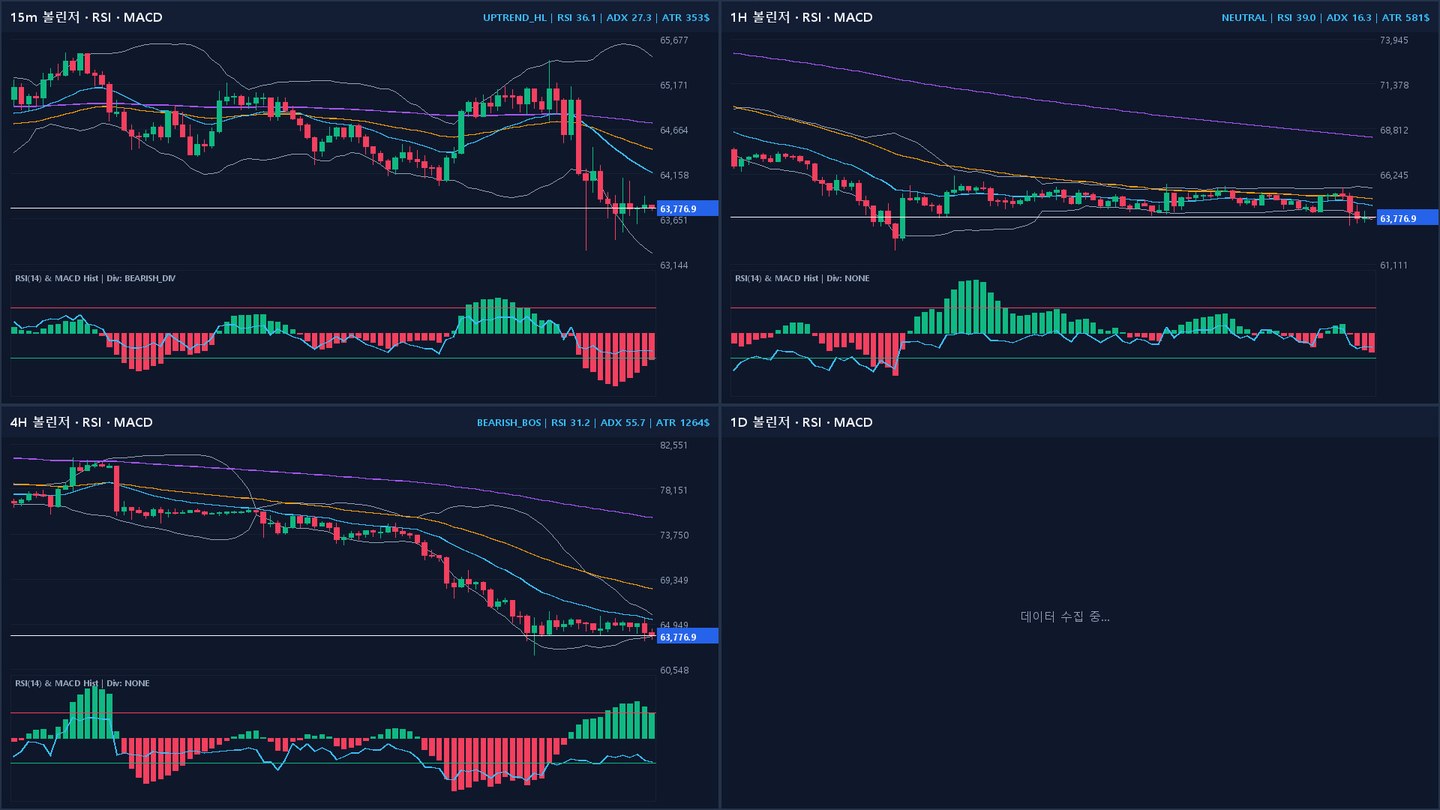 15m 볼린저 · RSI · MACD
UPTREND_HL | RSI 36.1 | ADX 27.3 | ATR 353$
65,677
65,171
64,664
64,158
63,776.9
63,651
63,144
RSI(14) & MACD Hist | Div: BEARISH_DIV
1H 볼린저 · RSI · MACD
NEUTRAL | RSI 39.0 | ADX 16.3 | ATR 581$
73,945
71,378
68,812
66,245
63,776.9
61,111
RSI(14) & MACD Hist | Div: NONE
4H 볼린저 · RSI · MACD
BEARISH_BOS | RSI 31.2 | ADX 55.7 | ATR 1264$
82,551
78,151
73,750
69,349
64,949
63,776.9
60,548
RSI(14) & MACD Hist | Div: NONE
1D 볼린저 · RSI · MACD
데이터 수집 중...